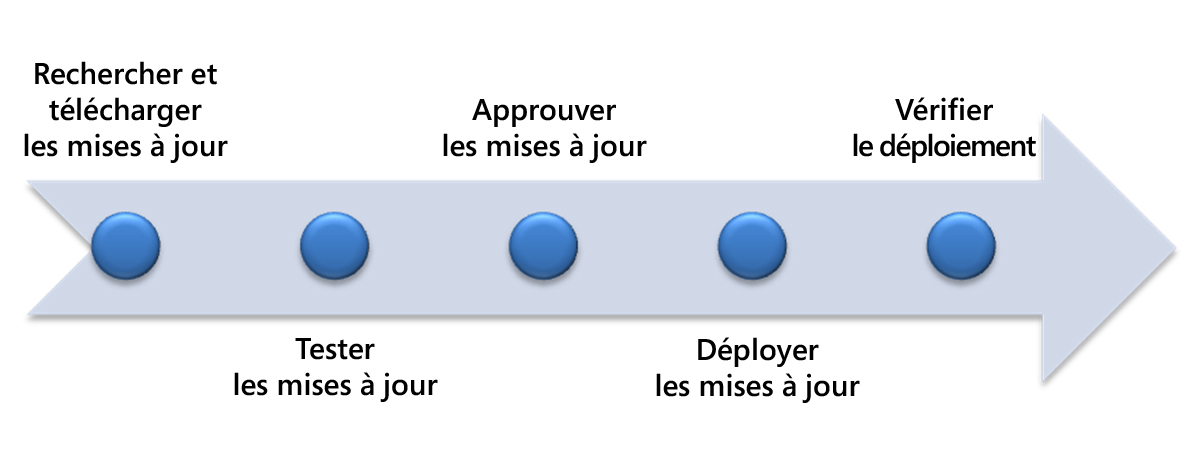 Rechercher et
télécharger
les mises à jour
Tester
les mises à jour
Approuver
les mises à jour
Déployer
les mises à jour
Vérifier
le déploiement